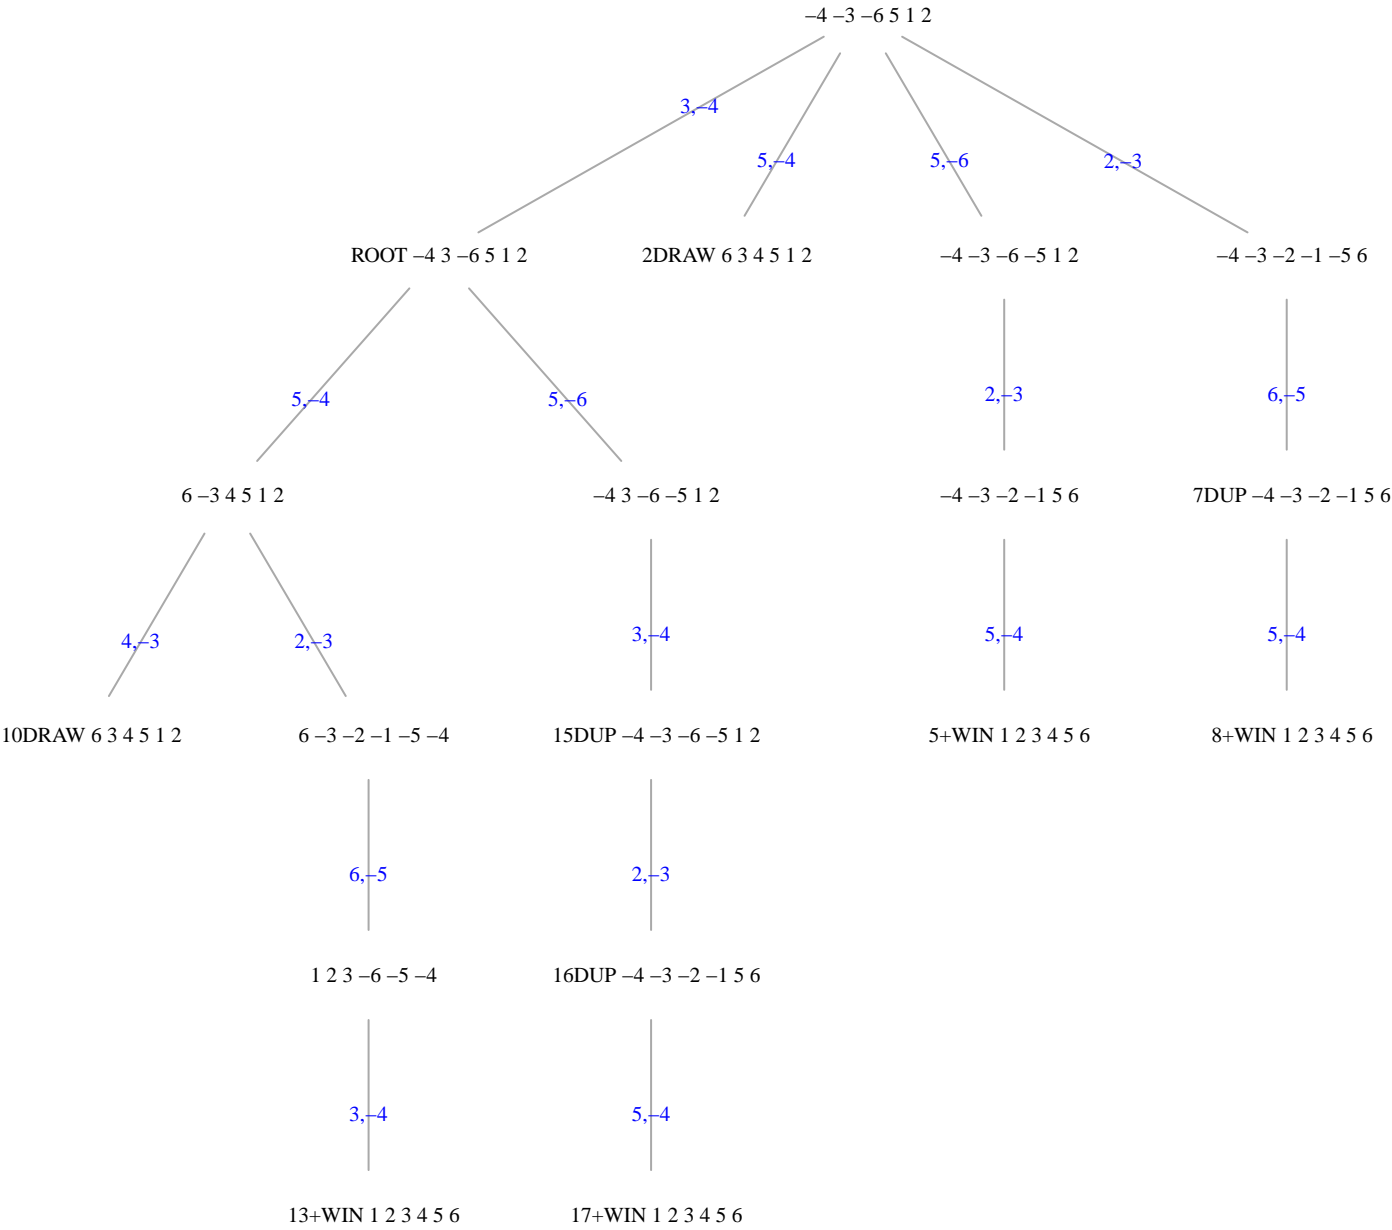 −4 −3 −6 5 1 2
3,−4
5,−4 5,−6 2,−3
ROOT −4 3 −6 5 1 2 2DRAW 6 3 4 5 1 2 −4 −3 −6 −5 1 2 −4 −3 −2 −1 −5 6
5,−4 5,−6 2,−3 6,−5
6 −3 4 5 1 2 −4 3 −6 −5 1 2 −4 −3 −2 −1 5 6 7DUP −4 −3 −2 −1 5 6
4,−3 2,−3 3,−4 5,−4 5,−4
10DRAW 6 3 4 5 1 2 6 −3 −2 −1 −5 −4 15DUP −4 −3 −6 −5 1 2 5+WIN 1 2 3 4 5 6 8+WIN 1 2 3 4 5 6
6,−5 2,−3
1 2 3 −6 −5 −4 16DUP −4 −3 −2 −1 5 6
3,−4 5,−4
13+WIN 1 2 3 4 5 6 17+WIN 1 2 3 4 5 6